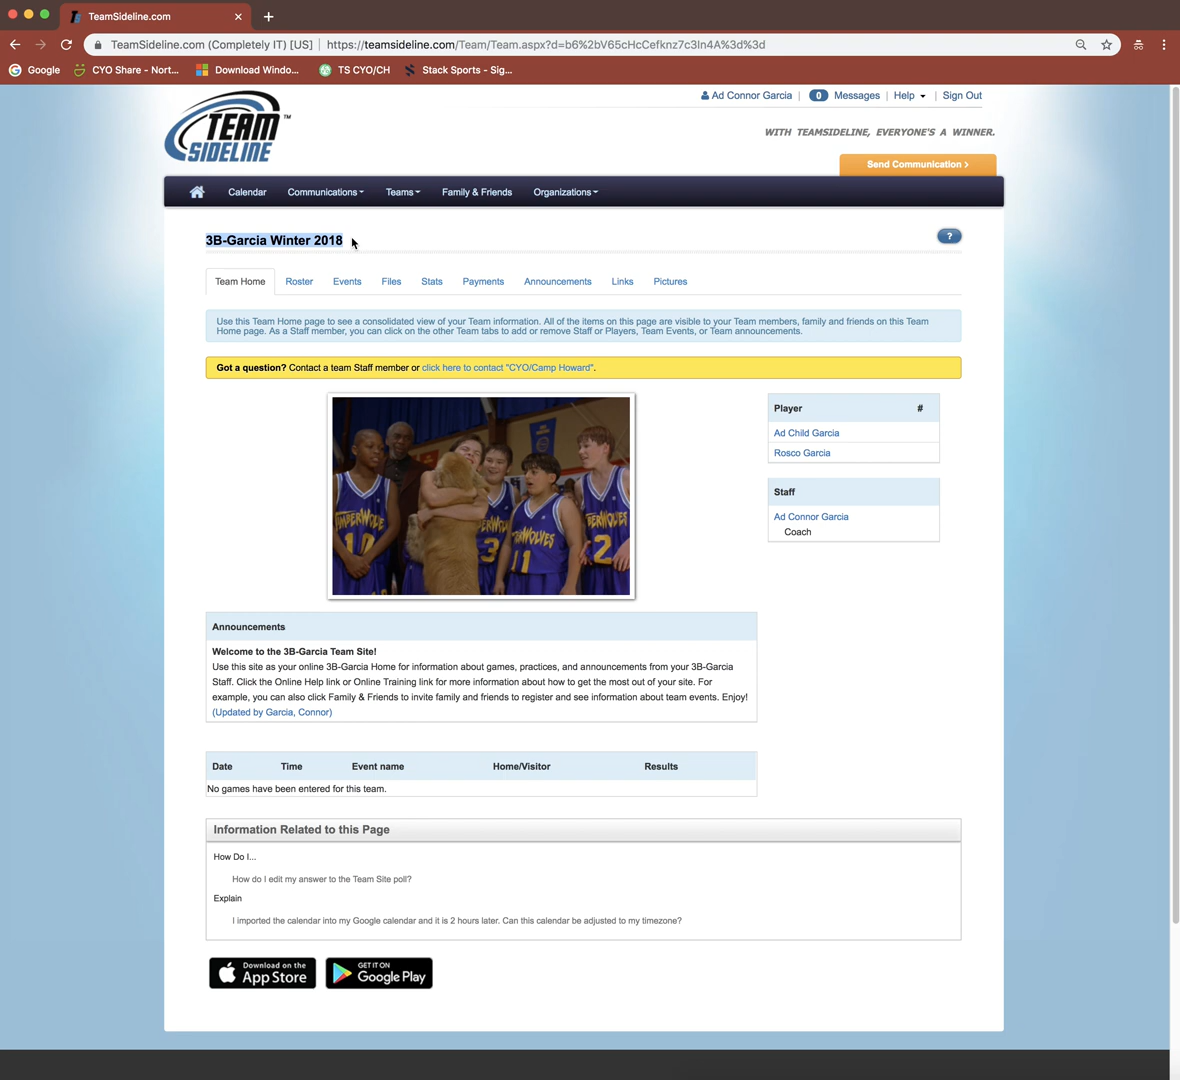 TeamSideline.com
TeamSideline.com (Completely IT) [US] | https://teamsideline.com/Team/Team.aspx?d=b6%2bV65cHcCefknz7c3ln4A%3d%3d
Google CYO Share - Nort... Download Windo... TS CYO/CH Stack Sports - Sig...
Ad Connor Garcia | 0 Messages | Help | Sign Out
TEAM
SIDELINE
™
WITH TEAMSIDELINE, EVERYONE'S A WINNER.
Send Communication >
Calendar Communications Teams Family & Friends Organizations
3B-Garcia Winter 2018
?
Team Home Roster Events Files Stats Payments Announcements Links Pictures
Use this Team Home page to see a consolidated view of your Team information. All of the items on this page are visible to your Team members, family and friends on this Team
Home page. As a Staff member, you can click on the other Team tabs to add or remove Staff or Players, Team Events, or Team announcements.
Got a question? Contact a team Staff member or click here to contact "CYO/Camp Howard".
Player #
Ad Child Garcia
Rosco Garcia
Staff
Ad Connor Garcia
Coach
10
3
11
2
Announcements
Welcome to the 3B-Garcia Team Site!
Use this site as your online 3B-Garcia Home for information about games, practices, and announcements from your 3B-Garcia
Staff. Click the Online Help link or Online Training link for more information about how to get the most out of your site. For
example, you can also click Family & Friends to invite family and friends to register and see information about team events. Enjoy!
(Updated by Garcia, Connor)
Date Time Event name Home/Visitor Results
No games have been entered for this team.
Information Related to this Page
How Do I...
How do I edit my answer to the Team Site poll?
Explain
I imported the calendar into my Google calendar and it is 2 hours later. Can this calendar be adjusted to my timezone?
Download on the
App Store
GET IT ON
Google Play